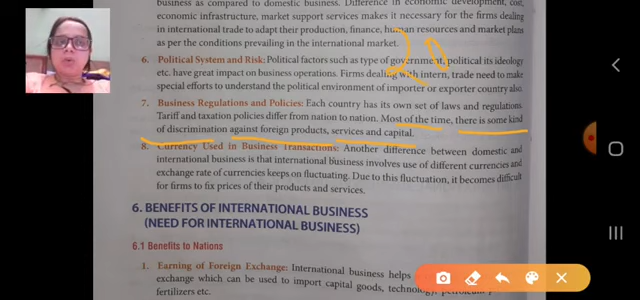 business as compared to domestic business. Difference in economic development, cost,
economic infrastructure, market support services makes it necessary for the firms dealing
in international trade to adapt their production, finance, human resources and market plans
as per the conditions prevailing in the international market.
6. Political System and Risk: Political factors such as type of government, political its ideology
etc. have great impact on business operations. Firms dealing with intern, trade need to make
special efforts to understand the political environment of importer or exporter country also.
7. Business Regulations and Policies: Each country has its own set of laws and regulations.
Tariff and taxation policies differ from nation to nation. Most of the time, there is some kind
of discrimination against foreign products, services and capital.
8. Currency Used in Business Transactions: Another difference between domestic and
international business is that international business involves use of different currencies and
exchange rate of currencies keeps on fluctuating. Due to this fluctuation, it becomes difficult
for firms to fix prices of their products and services.
6. BENEFITS OF INTERNATIONAL BUSINESS
(NEED FOR INTERNATIONAL BUSINESS)
6.1 Benefits to Nations
1. Earning of Foreign Exchange: International business helps
exchange which can be used to import capital goods, technology, petroleum
fertilizers etc.